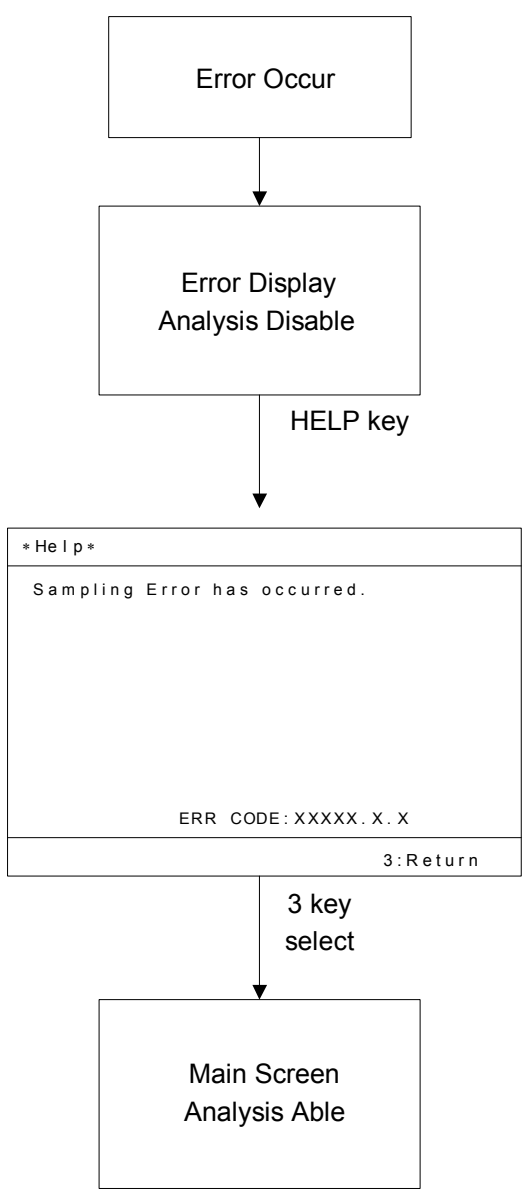 Error Occur
Error Display
Analysis Disable
HELP key
*Help*
Sampling Error has occurred.
ERR CODE:XXXXX.X.X
3:Return
3 key
select
Main Screen
Analysis Able